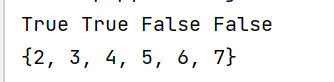 True True False False
{2, 3, 4, 5, 6, 7}